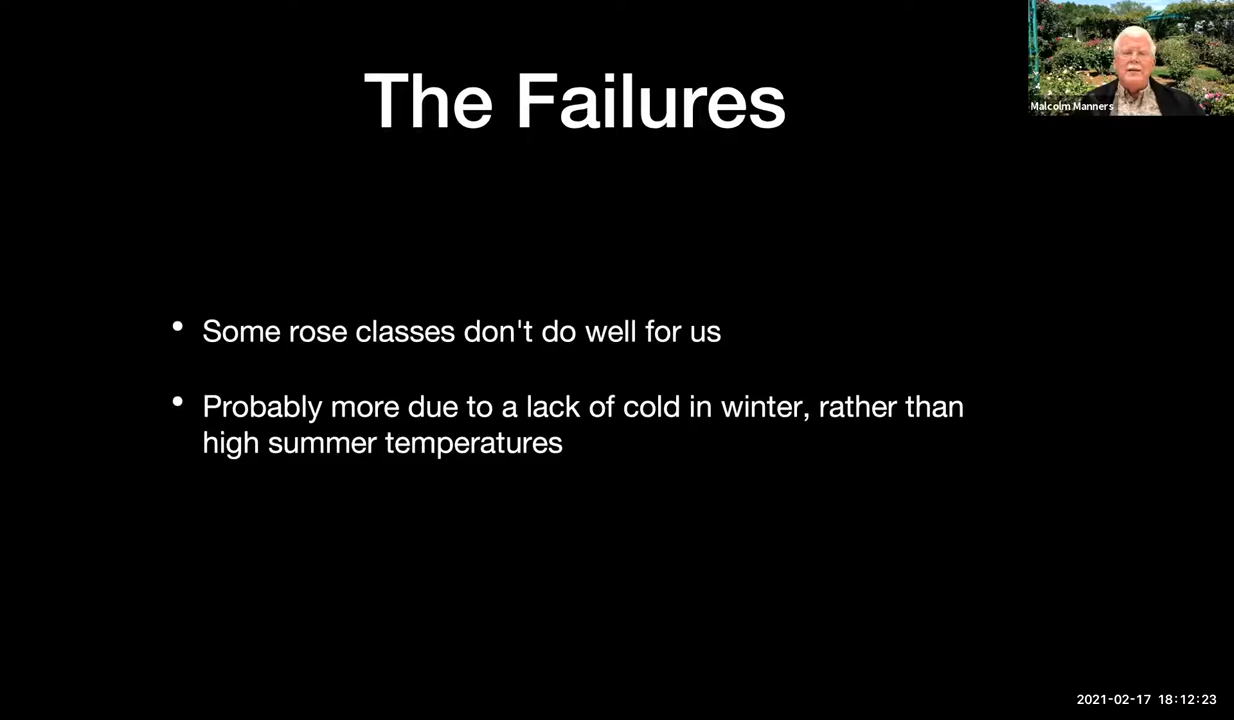 The Failures
Malcolm Manners
• Some rose classes don't do well for us
• Probably more due to a lack of cold in winter, rather than
high summer temperatures
2021-02-17 18:12:23